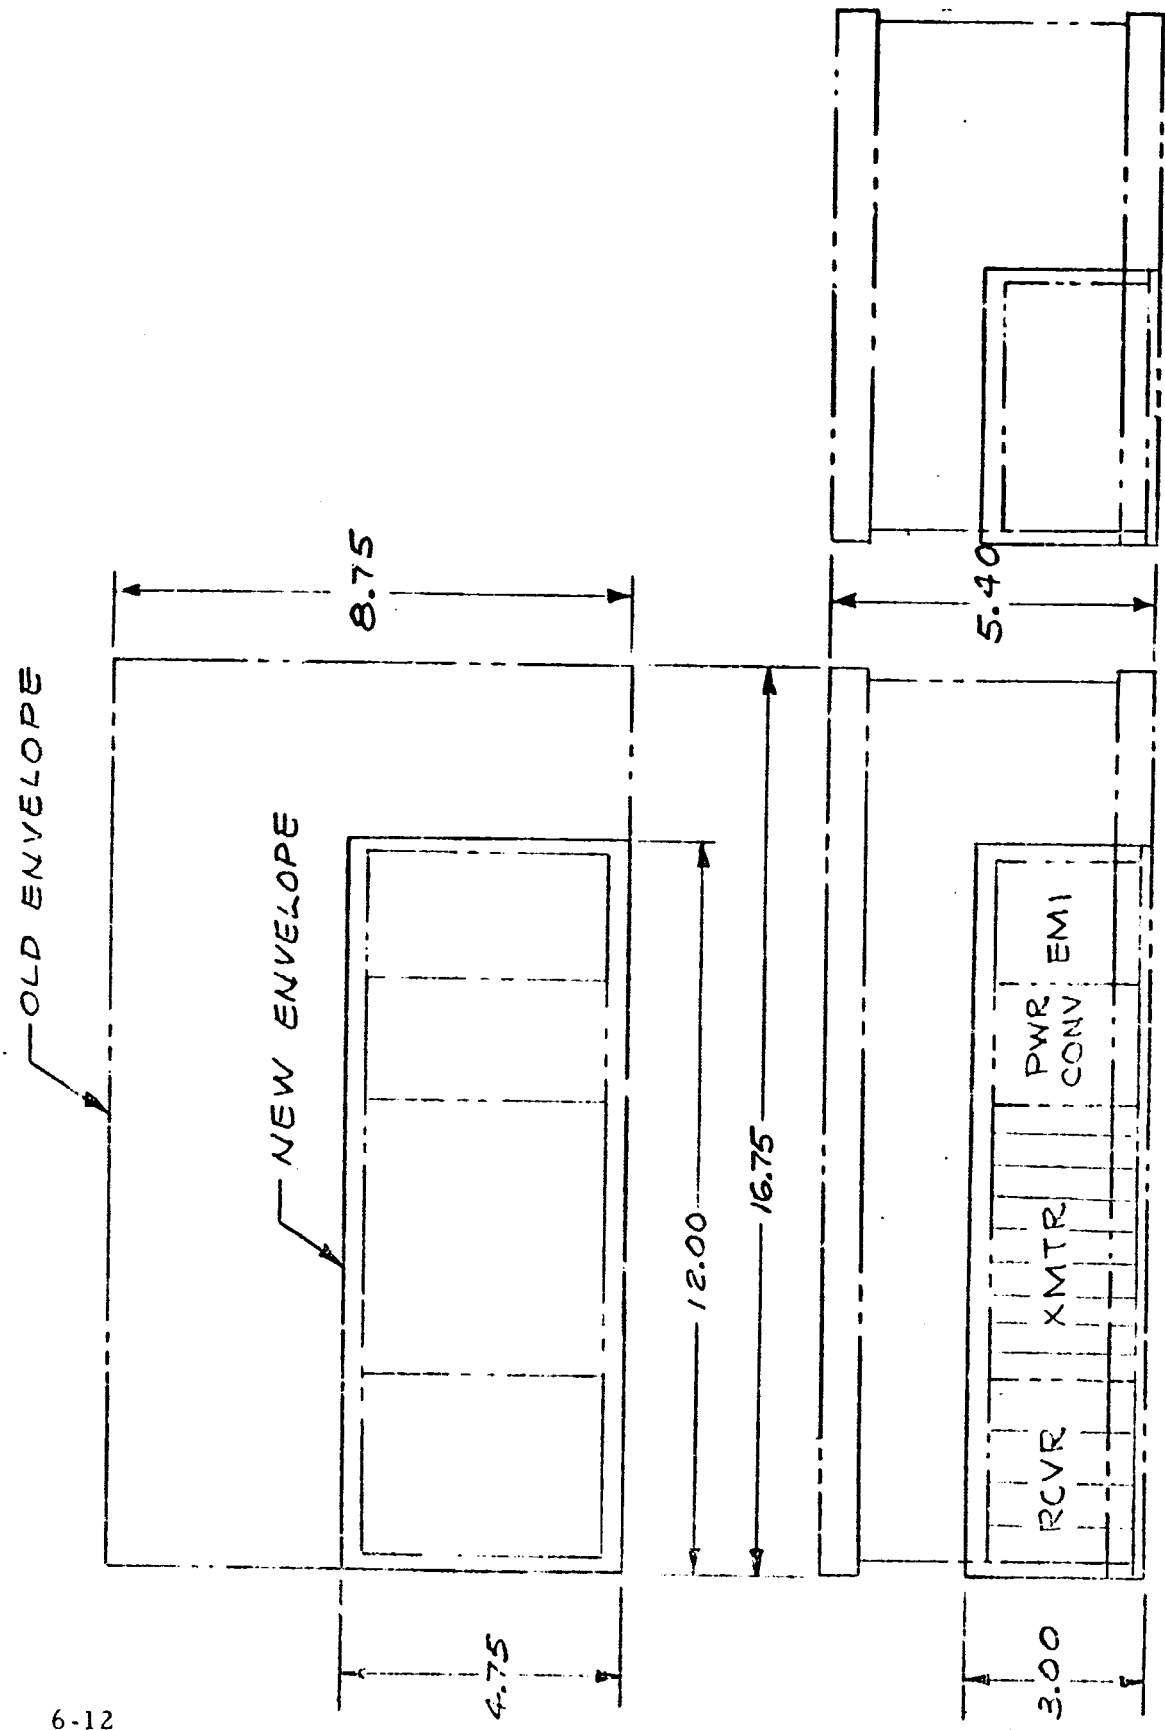 OLD ENVELOPE
NEW ENVELOPE
8.75
4.75
12.00
16.75
5.40
3.00
RCVR
XMTR
PWR
CONV
EMI
6-12